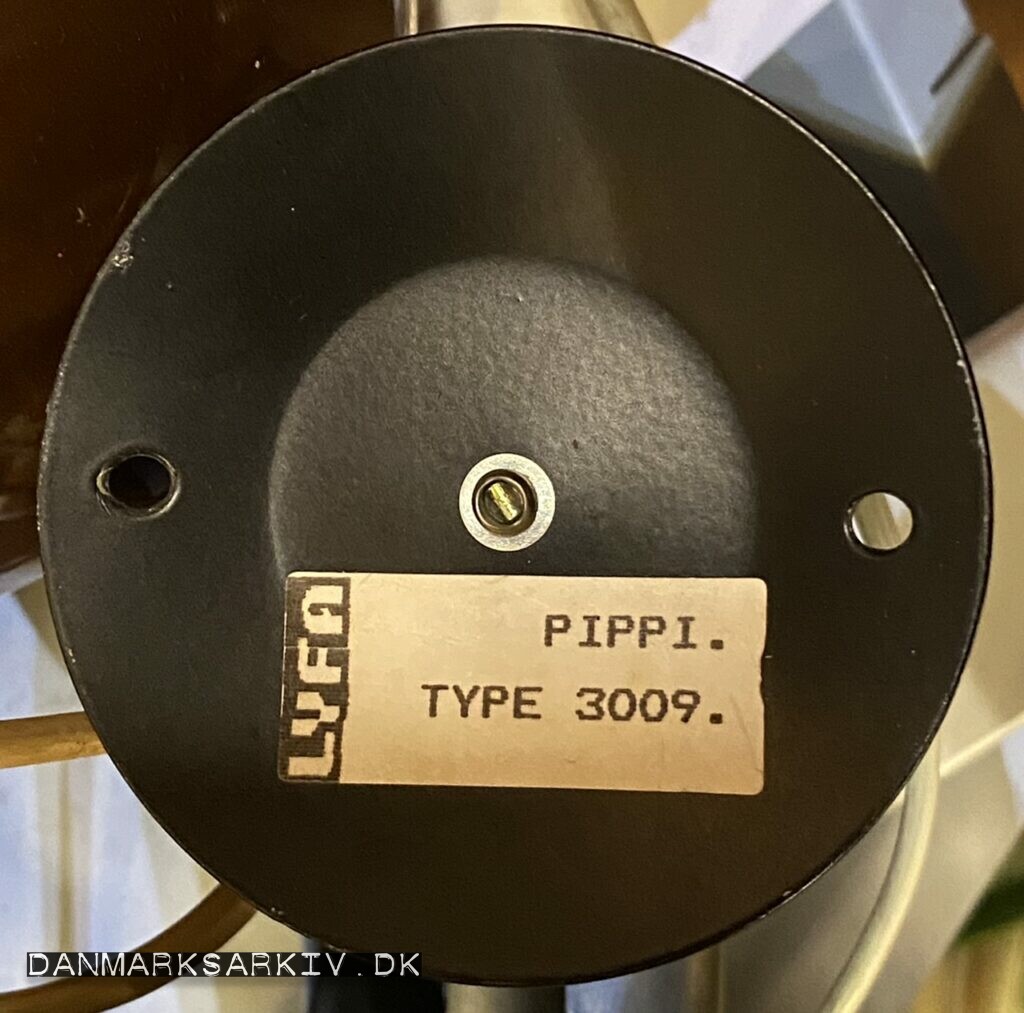 LYFA
PIPPI.
TYPE 3009.
DANMARKSARKIV.DK